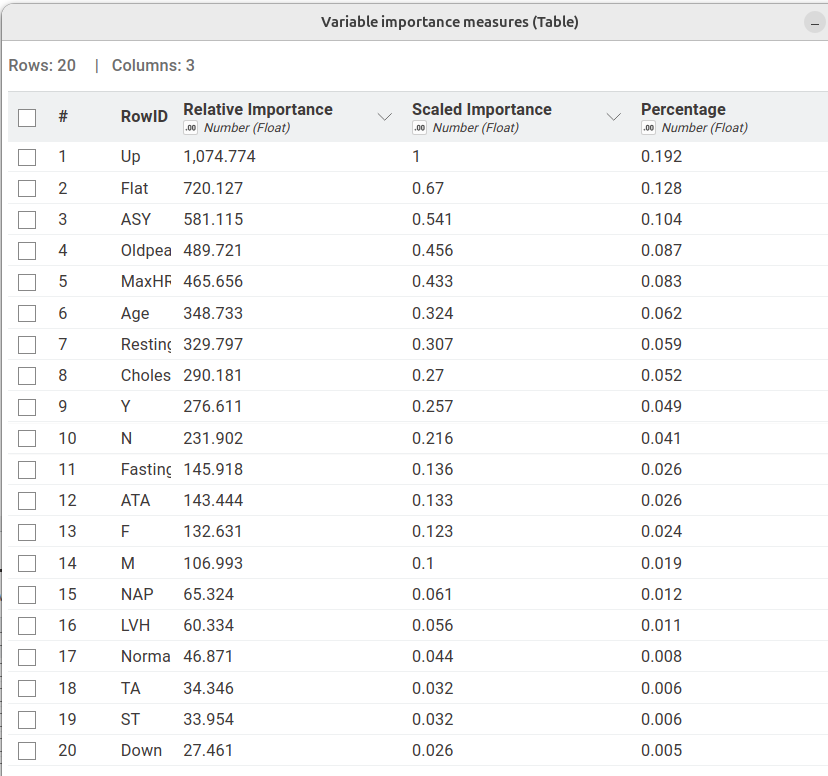 Variable importance measures (Table)
Rows: 20 | Columns: 3
# RowID Relative Importance Scaled Importance Percentage
.00 Number (Float) .00 Number (Float) .00 Number (Float)
1 Up 1,074.774 1 0.192
2 Flat 720.127 0.67 0.128
3 ASY 581.115 0.541 0.104
4 Oldpea 489.721 0.456 0.087
5 MaxHR 465.656 0.433 0.083
6 Age 348.733 0.324 0.062
7 Resting 329.797 0.307 0.059
8 Choles 290.181 0.27 0.052
9 Y 276.611 0.257 0.049
10 N 231.902 0.216 0.041
11 Fasting 145.918 0.136 0.026
12 ATA 143.444 0.133 0.026
13 F 132.631 0.123 0.024
14 M 106.993 0.1 0.019
15 NAP 65.324 0.061 0.012
16 LVH 60.334 0.056 0.011
17 Norma 46.871 0.044 0.008
18 TA 34.346 0.032 0.006
19 ST 33.954 0.032 0.006
20 Down 27.461 0.026 0.005